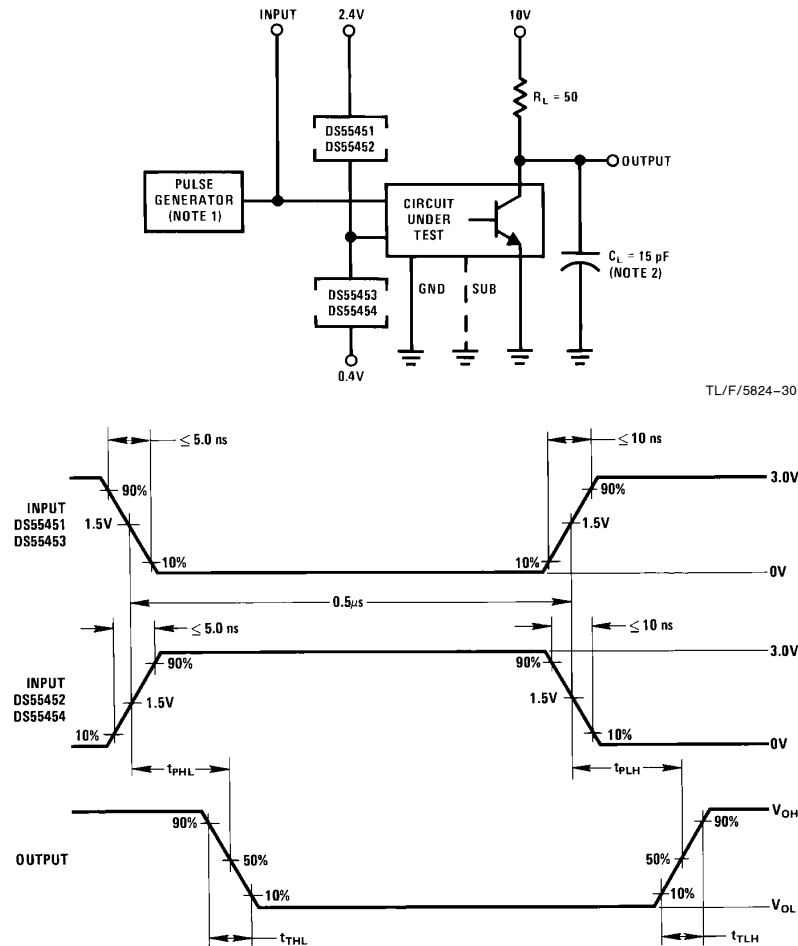 INPUT
2.4V
10V
R_L = 50
DS55451
DS55452
OUTPUT
PULSE
GENERATOR
(NOTE 1)
CIRCUIT
UNDER
TEST
C_L = 15 pF
(NOTE 2)
GND
SUB
DS55453
DS55454
0.4V
TL/F/5824–30
≤ 5.0 ns
≤ 10 ns
90%
90%
3.0V
INPUT
DS55451
DS55453
1.5V
1.5V
10%
10%
0V
0.5μs
≤ 5.0 ns
≤ 10 ns
90%
90%
3.0V
INPUT
DS55452
DS55454
1.5V
1.5V
10%
10%
0V
t_PHL
t_PLH
90%
90%
V_OH
OUTPUT
50%
50%
10%
10%
V_OL
t_THL
t_TLH